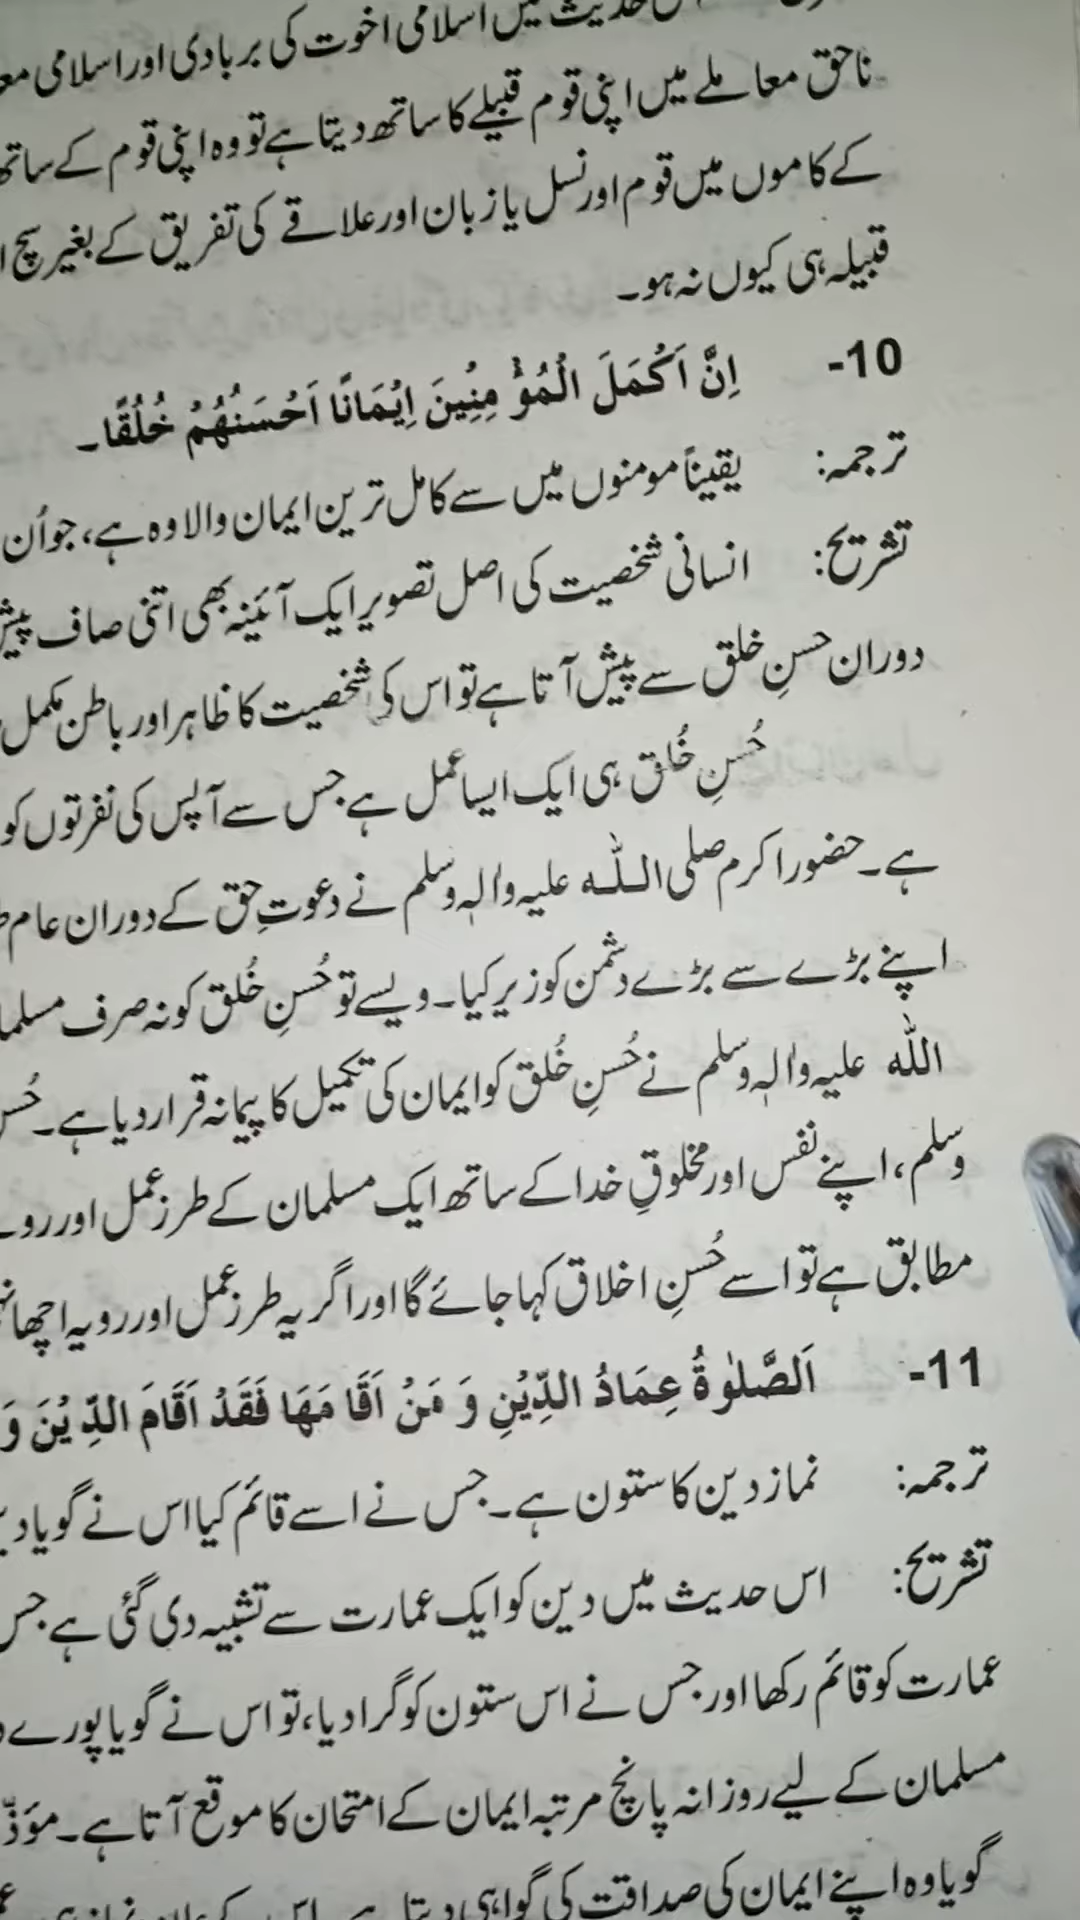 حدیث میں اسلامی اخوت کی بربادی اور اسلامی
ناحق معاملے میں اپنی قوم قبیلے کا ساتھ دیتا ہے تو وہ اپنی قوم کے ساتھ
کے کاموں میں قوم اور نسل یا زبان اور علاقے کی تفریق کے بغیر سچ
قبیلہ ہی کیوں نہ ہو۔
10- اِنَّ اَکْمَلَ الْمُؤْمِنِیْنَ اِیْمَانًا اَحْسَنُھُمْ خُلُقًا۔
ترجمہ: یقیناً مومنوں میں سے کامل ترین ایمان والا وہ ہے، جو اُن
تشریح: انسانی شخصیت کی اصل تصویر ایک آئینہ بھی اتنی صاف
دوران حسنِ خلق سے پیش آتا ہے تو اس کی شخصیت کا ظاہر اور باطن مکمل
حُسنِ خُلق ہی ایک ایسا عمل ہے جس سے آپس کی نفرتوں کو
ہے۔ حضور اکرم صلی اللہ علیہ والہٖ وسلم نے دعوتِ حق کے دوران عام
اپنے بڑے سے بڑے دشمن کو زیر کیا۔ ویسے تو حُسنِ خُلق کو نہ صرف
اللہ علیہ والہٖ وسلم نے حُسنِ خُلق کو ایمان کی تکمیل کا پیمانہ قرار دیا ہے۔
وسلم، اپنے نفس اور مخلوقِ خدا کے ساتھ ایک مسلمان کے طرز عمل اور
مطابق ہے تو اسے حُسنِ اخلاق کہا جائے گا اور اگر یہ طرز عمل اور رویہ اچھا
11- اَلصَّلٰوۃُ عِمَادُ الدِّیْنِ وَ مَنْ اَقَامَھَا فَقَدْ اَقَامَ الدِّیْنَ وَ
ترجمہ: نماز دین کا ستون ہے۔ جس نے اسے قائم کیا اس نے گویا
تشریح: اس حدیث میں دین کو ایک عمارت سے تشبیہ دی گئی ہے جس
عمارت کو قائم رکھا اور جس نے اس ستون کو گرا دیا، تو اس نے گویا پورے
مسلمان کے لیے روزانہ پانچ مرتبہ ایمان کے امتحان کا موقع آتا ہے۔
گویا وہ اپنے ایمان کی صداقت کی گواہی دیتا